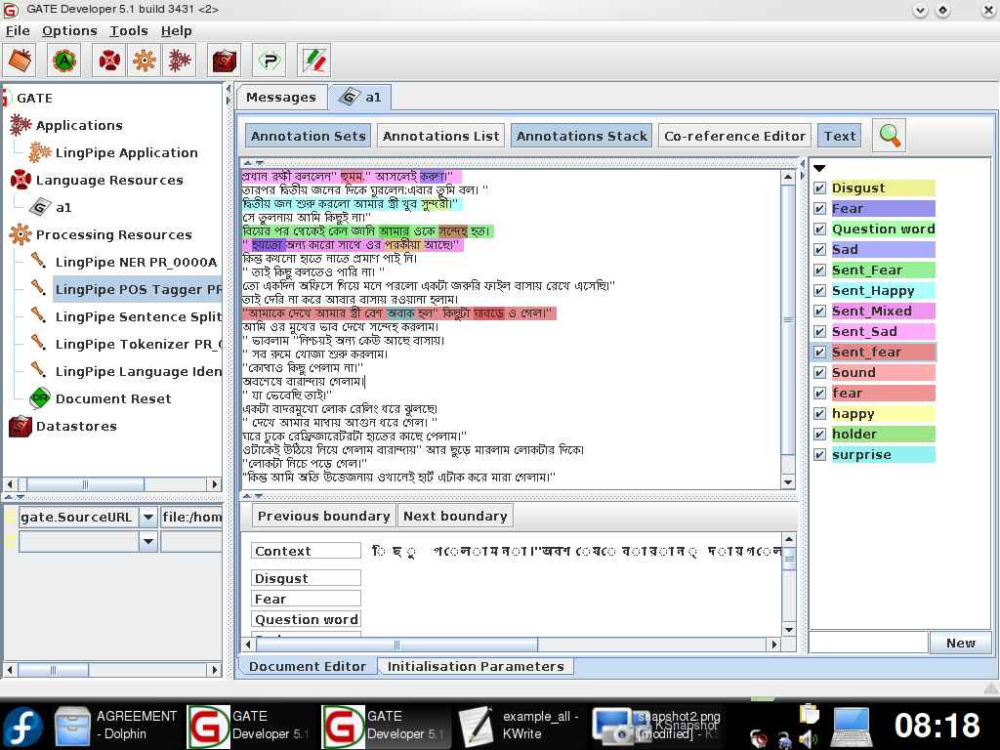 GATE Developer 5.1 build 3431 <2>
File Options Tools Help
GATE
Applications
LingPipe Application
Language Resources
a1
Processing Resources
LingPipe NER PR_0000A
LingPipe POS Tagger PR
LingPipe Sentence Split
LingPipe Tokenizer PR_0
LingPipe Language Iden
Document Reset
Datastores
gate.SourceURL file:/hom
Messages a1
Annotation Sets Annotations List Annotations Stack Co-reference Editor Text
প্রধান রক্ষী বললেন" হুমম," আসলেই করুণ।"
তারপর দ্বিতীয় জনের দিকে ঘুরলেন:এবার তুমি বল। "
দ্বিতীয় জন শুরু করলো আমার স্ত্রী খুব সুন্দরী।"
সে তুলনায় আমি কিছুই না।"
বিয়ের পর থেকেই কেন জানি আমার ওকে সন্দেহ হত।
" হয়তো অন্য কারো সাথে ওর পরকীয়া আছে।"
কিন্তু কখনো হাতে নাতে প্রমাণ পাই নি।
" তাই কিছু বলতেও পারি না। "
তো একদিন অফিসে গিয়ে মনে পরলো একটা জরুরি ফাইল বাসায় রেখে এসেছি।"
তাই দেরি না করে আবার বাসায় রওয়ানা হলাম।
"আমাকে দেখে আমার স্ত্রী বেশ অবাক হল" কিছুটা ঘাবড়ে ও গেল।"
আমি ওর মুখের ভাব দেখে সন্দেহ করলাম।
" ভাবলাম "নিশ্চয়ই অন্য কেউ আছে বাসায়।
" সব রুমে খোজা শুরু করলাম।
"কোথাও কিছু পেলাম না।"
অবশেষে বারান্দায় গেলাম।
" যা ভেবেছি তাই।"
একটা বাদরমুখো লোক রেলিং ধরে ঝুলছে।
" দেখে আমার মাথায় আগুন ধরে গেল। "
ঘরে ঢুকে রেফ্রিজারেটরটা হাতের কাছে পেলাম।"
ওটাকেই উঠিয়ে নিয়ে গেলাম বারান্দায়" আর ছুড়ে মারলাম লোকটার দিকে।
"লোকটা নিচে পড়ে গেল।"
"কিন্তু আমি অতি উত্তেজনায় ওখানেই হার্ট এটাক করে মারা গেলাম।"
Previous boundary Next boundary
Context
Disgust
Fear
Question word
Document Editor Initialisation Parameters
Disgust
Fear
Question word
Sad
Sent_Fear
Sent_Happy
Sent_Mixed
Sent_Sad
Sent_fear
Sound
fear
happy
holder
surprise
New
AGREEMENT - Dolphin
GATE Developer 5.1
GATE Developer 5.1
example_all - KWrite
snapshot2.png [modified] - KSnapshot
08:18